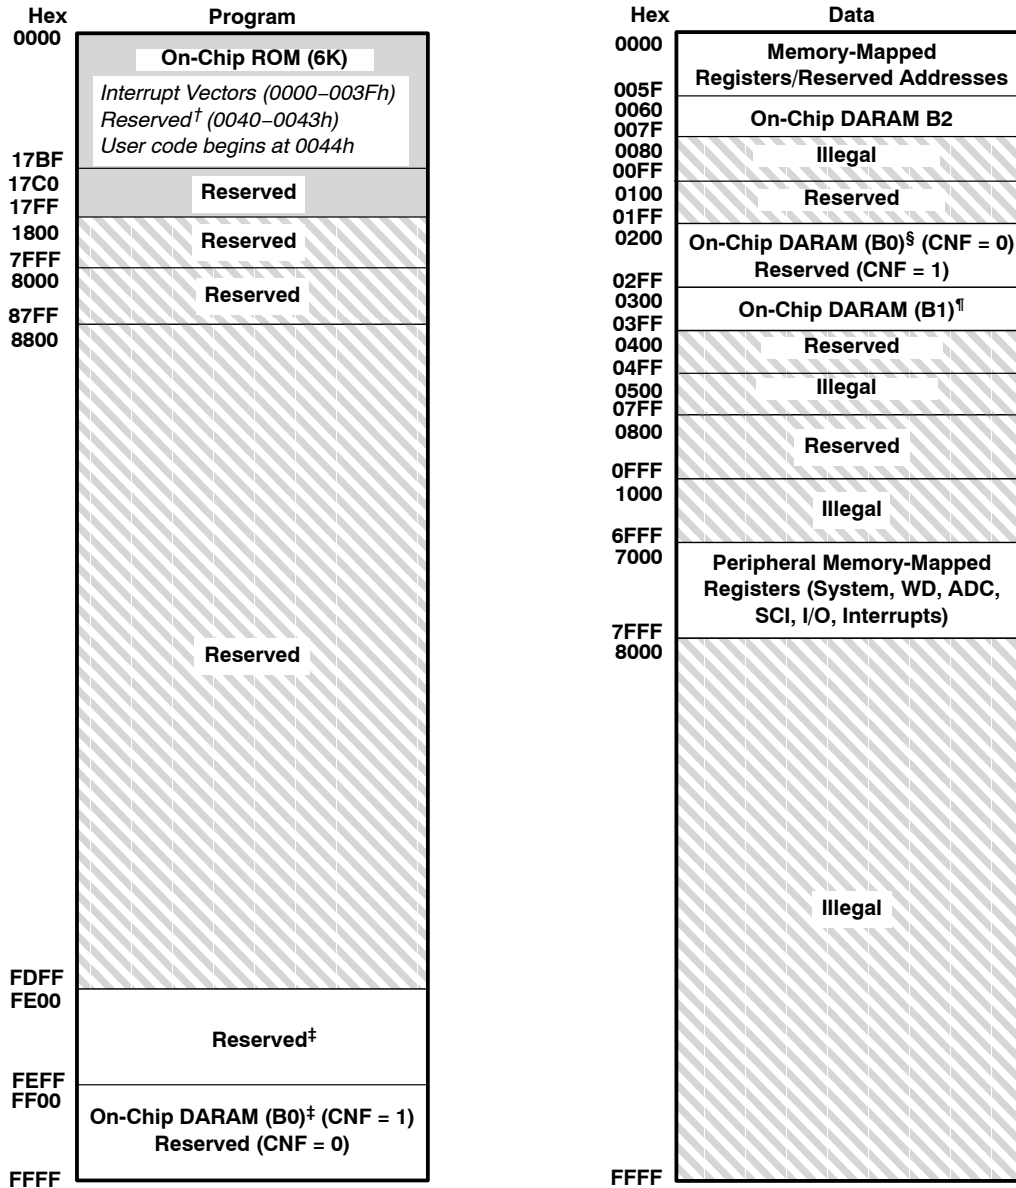 Hex
Program
0000
On-Chip ROM (6K)
Interrupt Vectors (0000–003Fh)
Reserved† (0040–0043h)
User code begins at 0044h
17BF
17C0
Reserved
17FF
1800
Reserved
7FFF
8000
Reserved
87FF
8800
Reserved
FDFF
FE00
Reserved‡
FEFF
FF00
On-Chip DARAM (B0)‡ (CNF = 1)
Reserved (CNF = 0)
FFFF
Hex
Data
0000
Memory-Mapped
Registers/Reserved Addresses
005F
0060
On-Chip DARAM B2
007F
0080
Illegal
00FF
0100
Reserved
01FF
0200
On-Chip DARAM (B0)§ (CNF = 0)
Reserved (CNF = 1)
02FF
0300
On-Chip DARAM (B1)¶
03FF
0400
Reserved
04FF
0500
Illegal
07FF
0800
Reserved
0FFF
1000
Illegal
6FFF
7000
Peripheral Memory-Mapped
Registers (System, WD, ADC,
SCI, I/O, Interrupts)
7FFF
8000
Illegal
FFFF